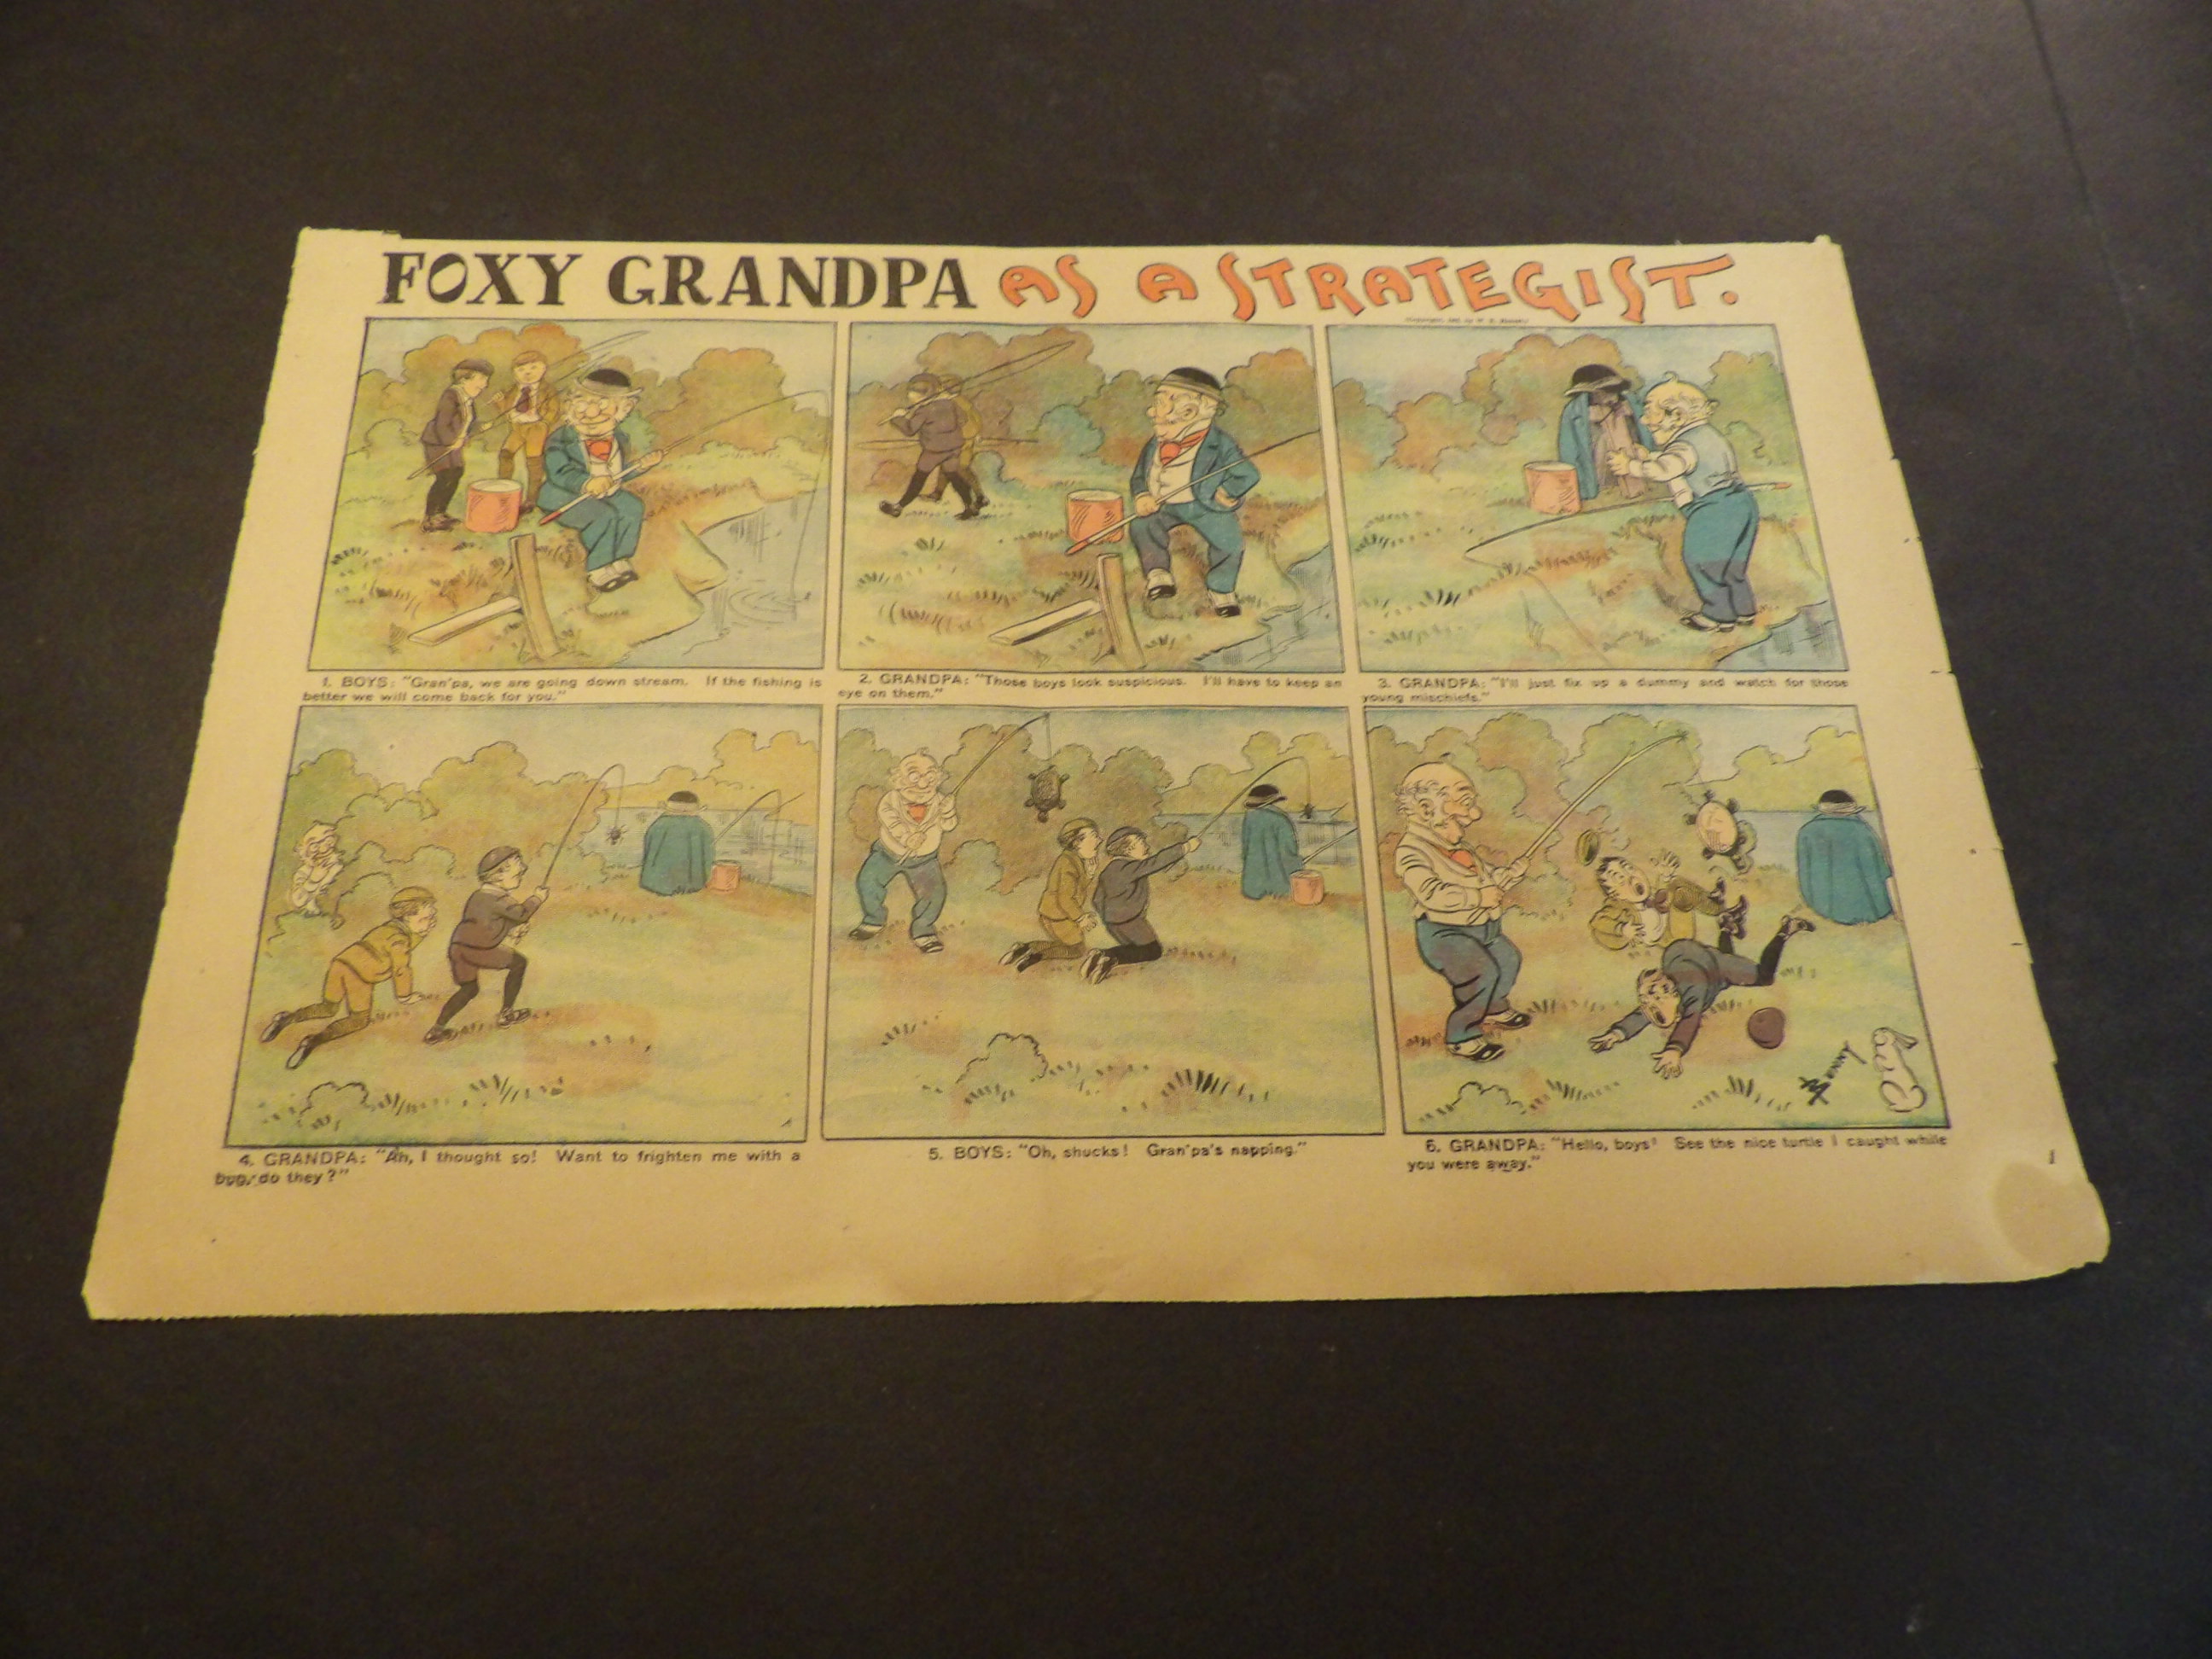 FOXY GRANDPA AS A STRATEGIST.
1. BOYS: "Gran'pa, we are going down stream. If the fishing is
better we will come back for you."
2. GRANDPA: "Those boys look suspicious. I'll have to keep an
eye on them."
3. GRANDPA: "I'll just fix up a dummy and watch for those
young mischiefs."
4. GRANDPA: "Ah, I thought so! Want to frighten me with a
bug, do they?"
5. BOYS: "Oh, shucks! Gran'pa's napping."
6. GRANDPA: "Hello, boys! See the nice turtle I caught while
you were away."